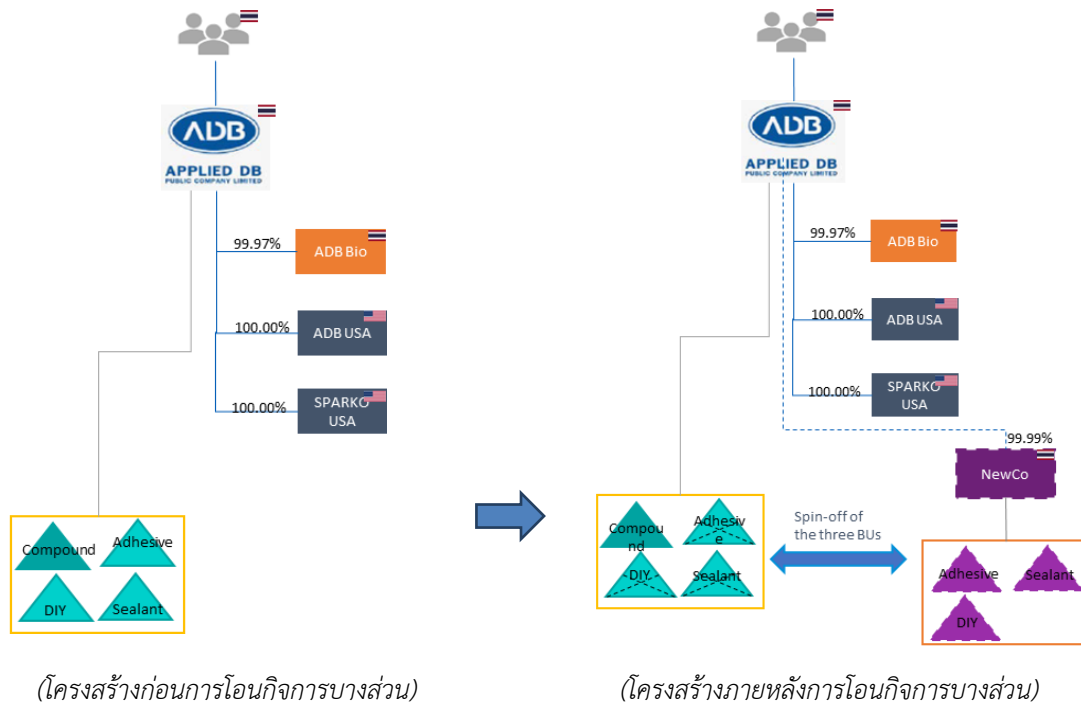 ADB
APPLIED DB
PUBLIC COMPANY LIMITED
99.97%
ADB Bio
100.00%
ADB USA
100.00%
SPARKO
USA
Compound
Adhesive
DIY
Sealant
(โครงสร้างก่อนการโอนกิจการบางส่วน)
ADB
APPLIED DB
PUBLIC COMPANY LIMITED
99.97%
ADB Bio
100.00%
ADB USA
100.00%
SPARKO
USA
99.99%
NewCo
Compou
nd
Adhesiv
e
DIY
Sealant
Spin-off of
the three BUs
Adhesive
Sealant
DIY
(โครงสร้างภายหลังการโอนกิจการบางส่วน)